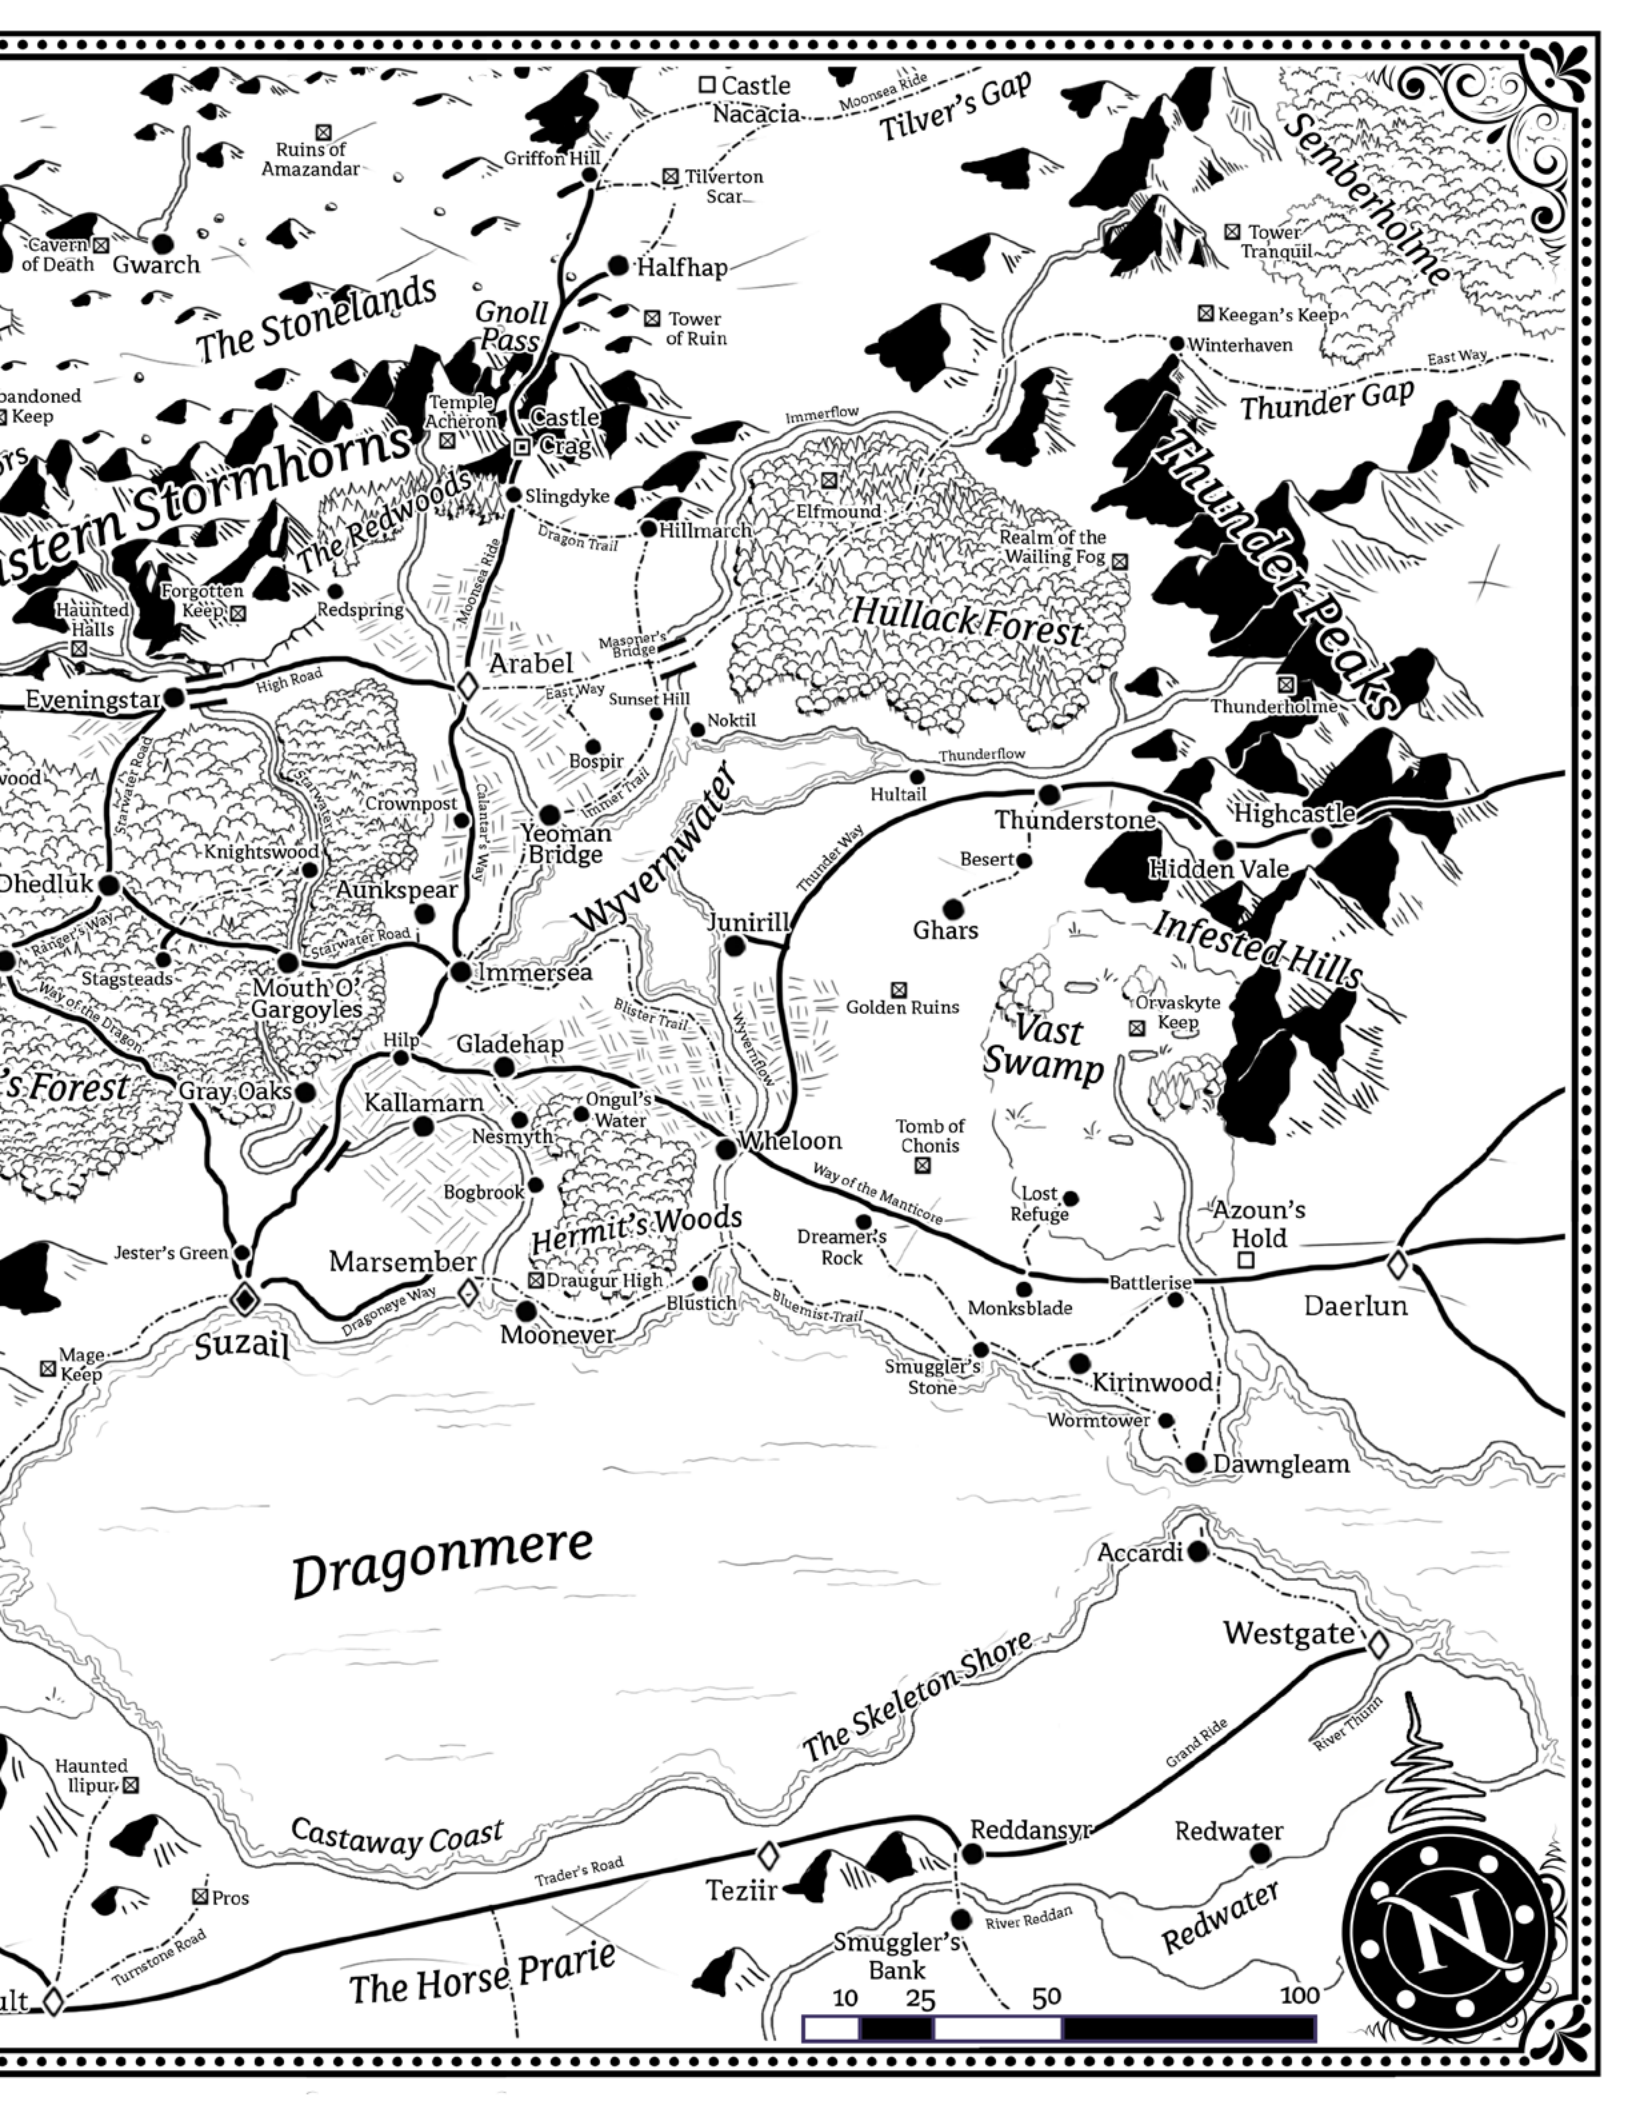 Castle
Nacacia
Moonsea Ride
Tilver's Gap
Semberholme
Ruins of
Amazandar
Griffon Hill
Tilverton
Scar
Cavern
of Death
Gwarch
Halfhap
Tower
Tranquil
The Stonelands
Gnoll
Pass
Tower
of Ruin
Keegan's Keep
Winterhaven
East Way
Thunder Gap
bandoned
Keep
Temple
Acheron
Castle
Crag
Immerflow
ors
stern Stormhorns
The Redwoods
Slingdyke
Dragon Trail
Hillmarch
Elfmound
Realm of the
Wailing Fog
Thunder Peaks
Moonsea Ride
Forgotten
Keep
Redspring
Haunted
Halls
Hullack Forest
Masoner's
Bridge
Arabel
High Road
East Way
Sunset Hill
Eveningstar
Noktil
Thunderholme
Bospir
Thunderflow
wood
Starwater Road
Starwater
Crownpost
Calantar's Way
Immer Trail
Hultail
Yeoman
Bridge
Wyvernwater
Thunderstone
Highcastle
Thunder Way
Besert
Hidden Vale
Knightswood
Dhedluk
Aunkspear
Junirill
Ghars
Infested Hills
Ranger's Way
Starwater Road
Stagsteads
Immersea
Mouth O'
Gargoyles
Way of the Dragon
Blister Trail
Golden Ruins
Orvaskyte
Keep
Vast
Swamp
Wyvernflow
Hilp
Gladehap
's Forest
Gray Oaks
Kallamarn
Ongul's
Water
Nesmyth
Wheloon
Tomb of
Chonis
Way of the Manticore
Bogbrook
Lost
Refuge
Azoun's
Hold
Hermit's Woods
Dreamer's
Rock
Jester's Green
Marsember
Draugur High
Battlerise
Dragoneye Way
Blustich
Bluemist Trail
Monksblade
Daerlun
Suzail
Moonever
Mage
Keep
Smuggler's
Stone
Kirinwood
Wormtower
Dawngleam
Dragonmere
Accardi
Westgate
The Skeleton Shore
River Thunn
Grand Ride
Haunted
Ilipur
Castaway Coast
Reddansyr
Redwater
Trader's Road
Teziir
Pros
Redwater
River Reddan
Turnstone Road
Smuggler's
Bank
The Horse Prarie
ult
10 25 50 100
N